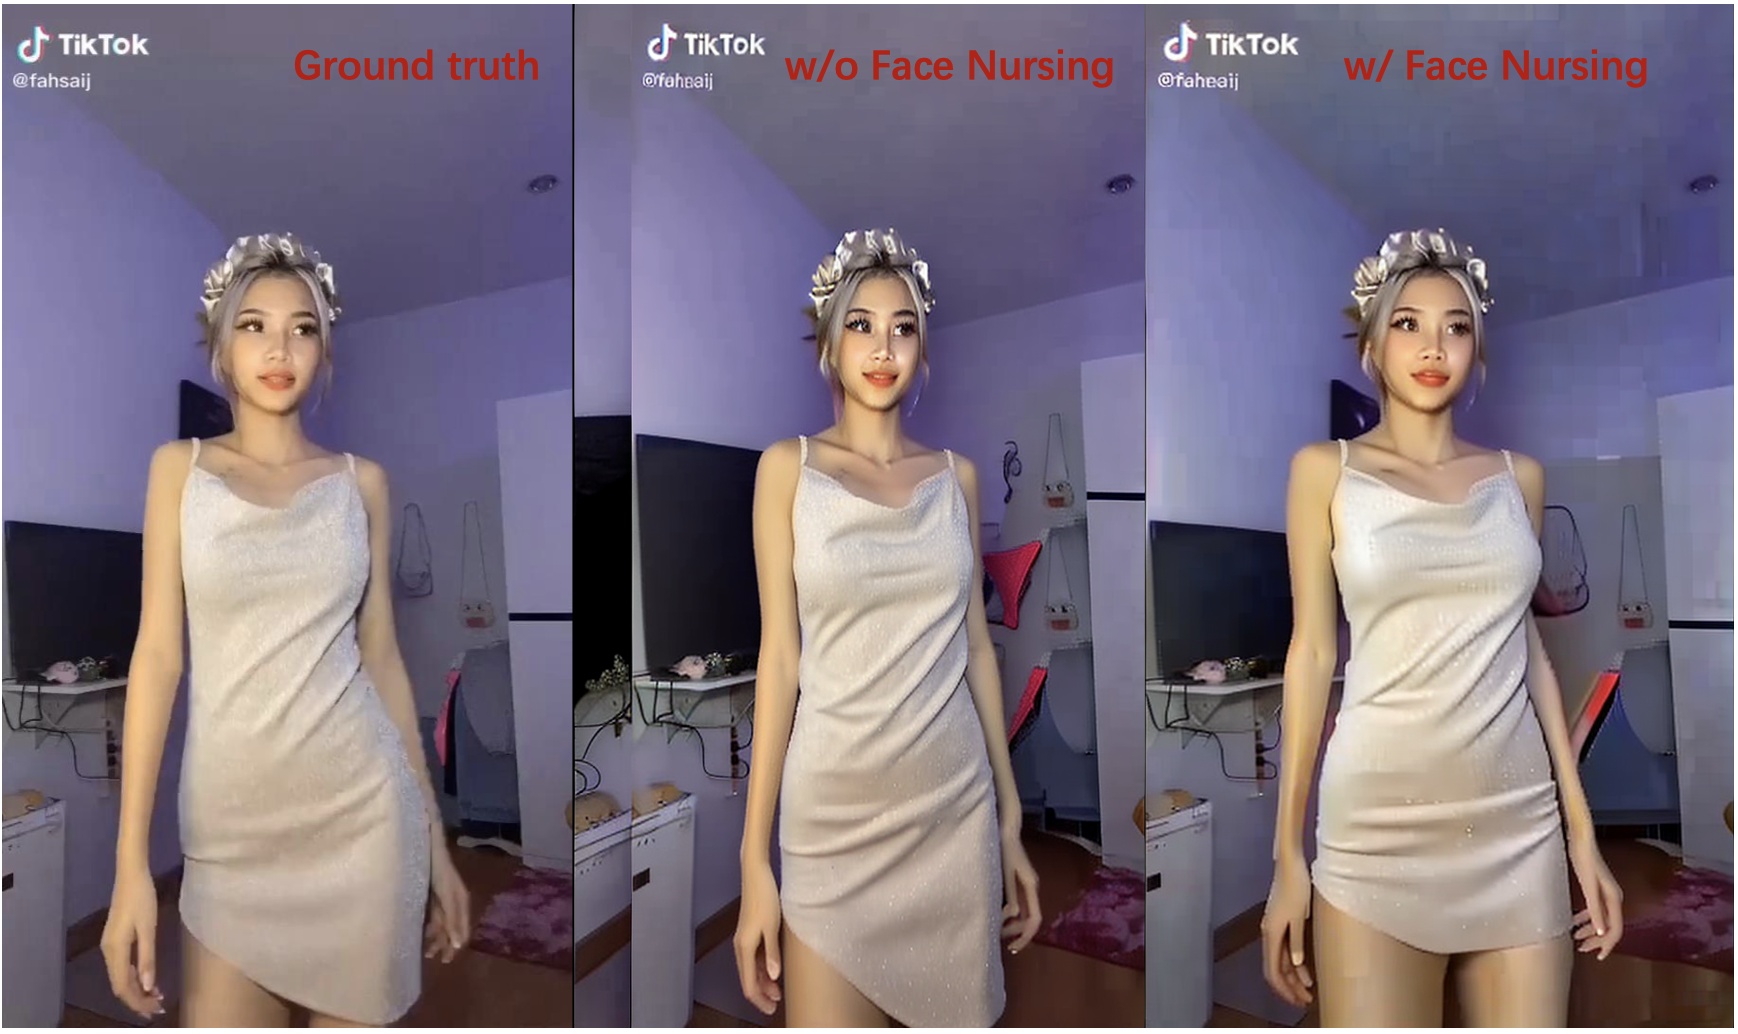 TikTok
@fahsaij
Ground truth
TikTok
w/o Face Nursing
TikTok
w/ Face Nursing